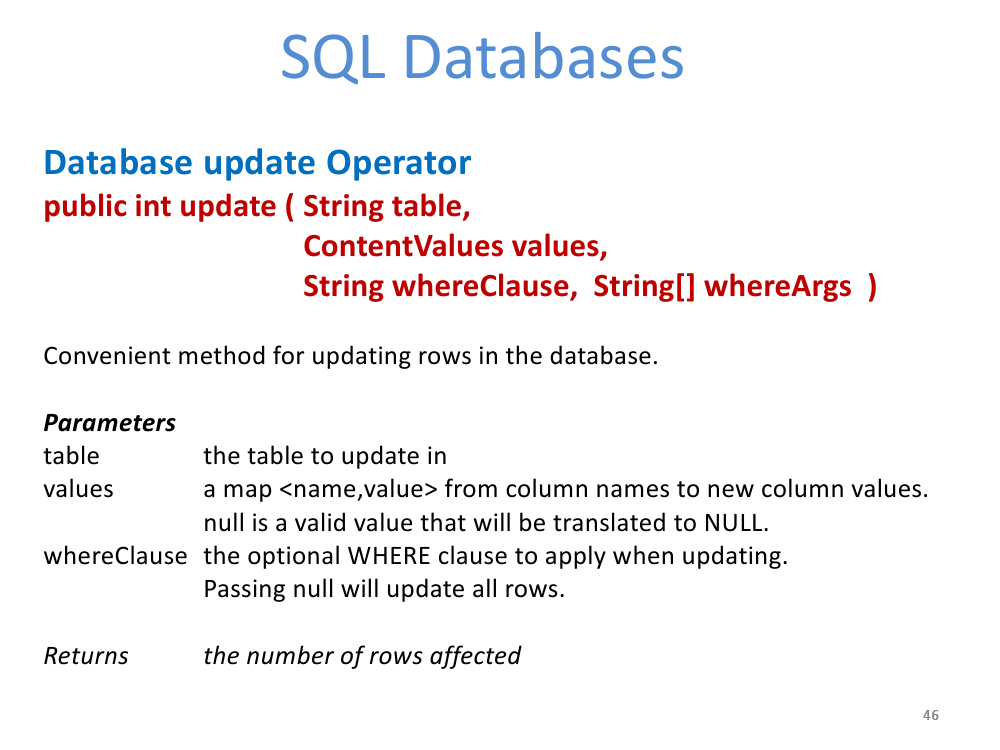 SQL Databases
Database update Operator
public int update ( String table,
ContentValues values,
String whereClause, String[] whereArgs )
Convenient method for updating rows in the database.
Parameters
table the table to update in
values a map <name,value> from column names to new column values.
null is a valid value that will be translated to NULL.
whereClause the optional WHERE clause to apply when updating.
Passing null will update all rows.
Returns the number of rows affected
46